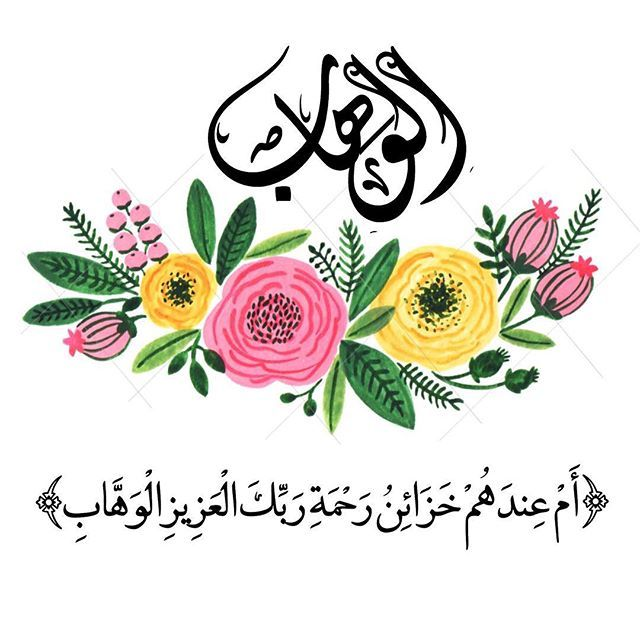 الوهاب
﴿أَمْ عِندَهُمْ خَزَائِنُ رَحْمَةِ رَبِّكَ الْعَزِيزِ الْوَهَّابِ﴾